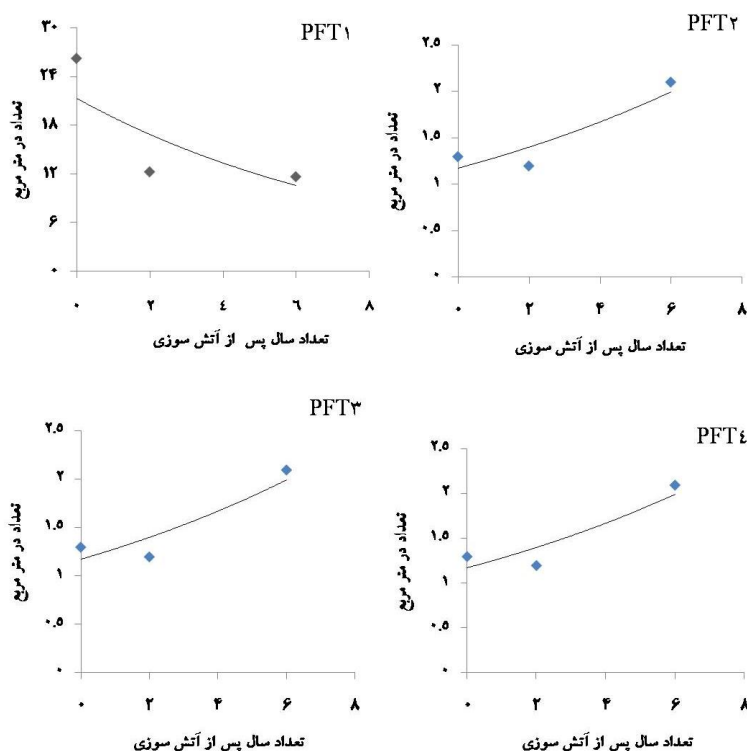 PFT۱
۳۰
۲۴
۱۸
۱۲
۶
۰
تعداد در متر مربع
۰ ۲ ٤ ٦ ۸
تعداد سال پس از آتش سوزی
PFT۲
۲.۵
۲
۱.۵
۱
۰.۵
۰
تعداد در متر مربع
۰ ۲ ۴ ۶ ۸
تعداد سال پس از آتش سوزی
PFT۳
۲.۵
۲
۱.۵
۱
۰.۵
۰
تعداد در متر مربع
۰ ۲ ۴ ۶ ۸
تعداد سال پس از آتش سوزی
PFT٤
۲.۵
۲
۱.۵
۱
۰.۵
۰
تعداد در متر مربع
۰ ۲ ۴ ۶ ۸
تعداد سال پس از آتش سوزی